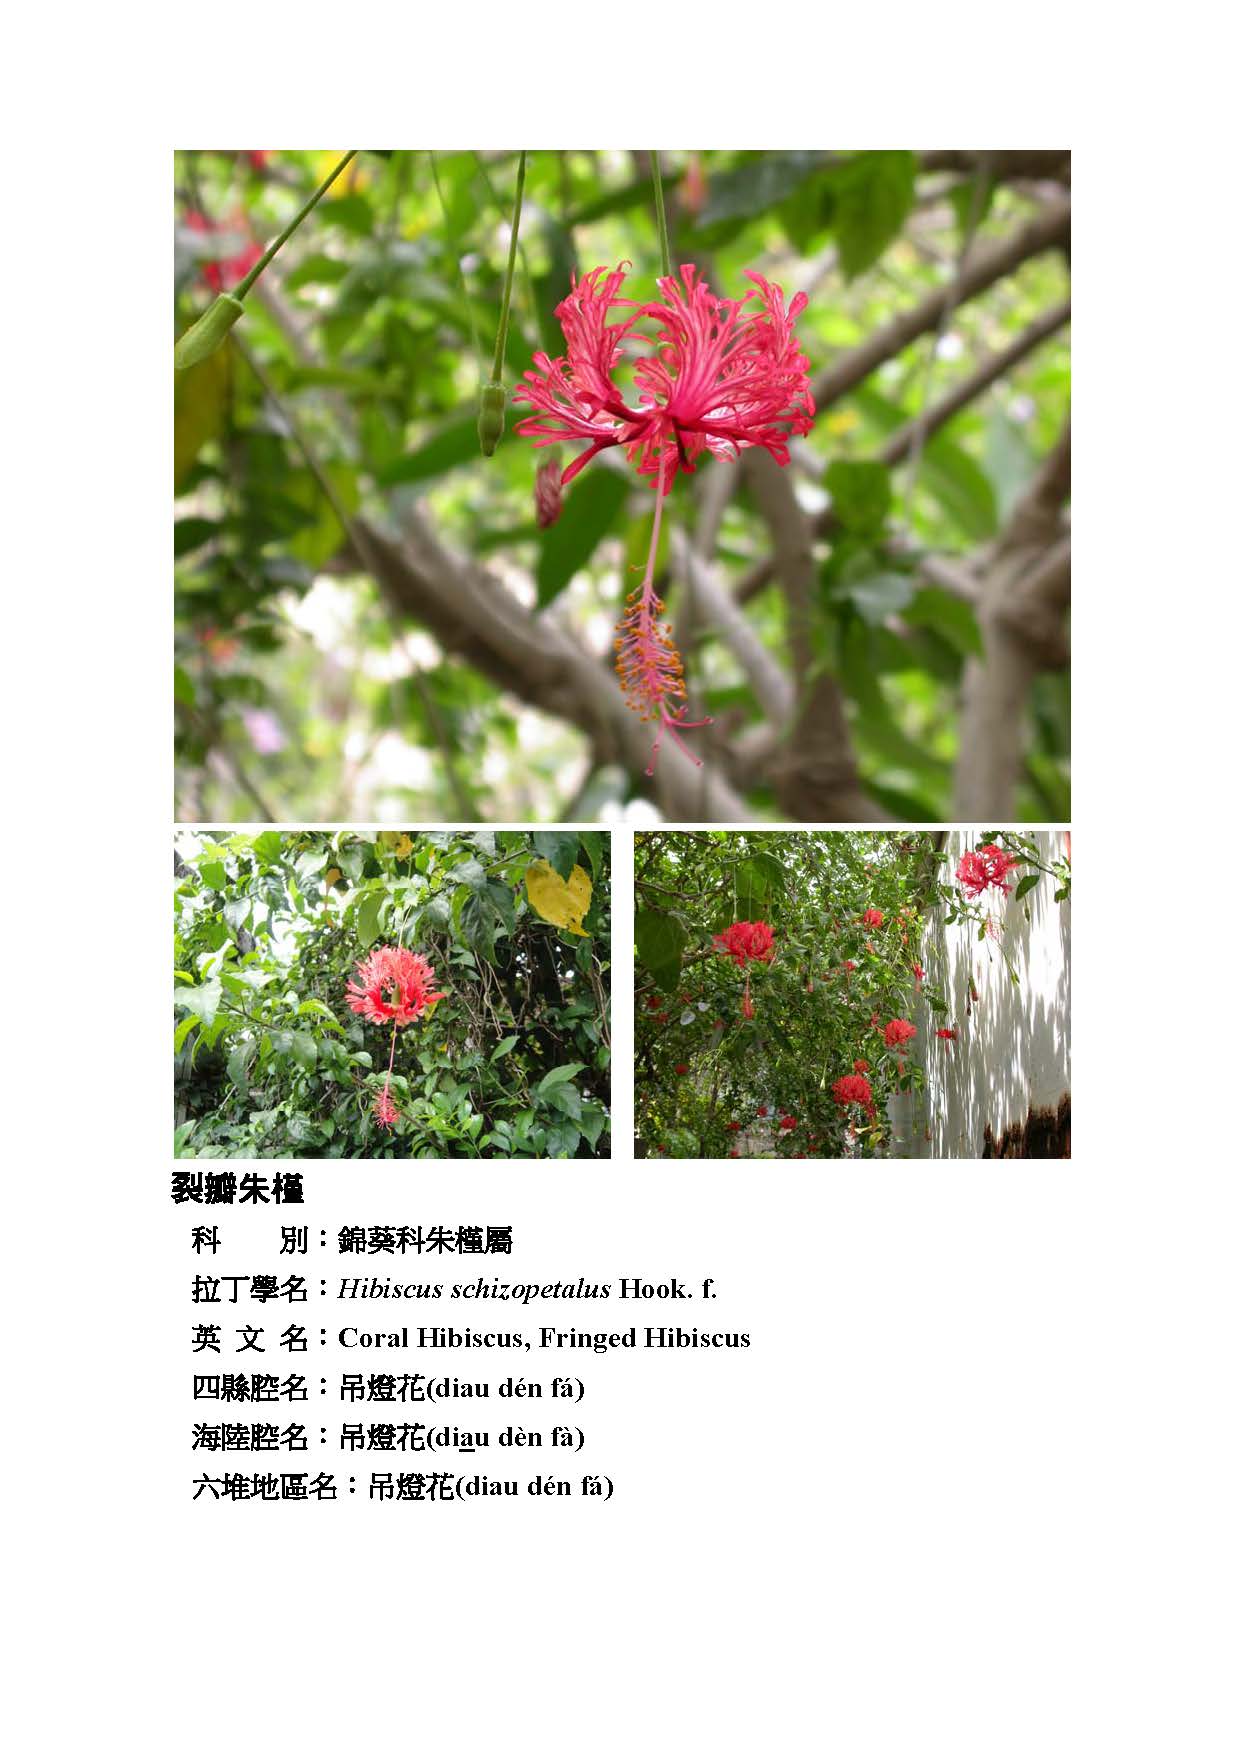 裂瓣朱槿
科　　別：錦葵科朱槿屬
拉丁學名：Hibiscus schizopetalus Hook. f.
英 文 名：Coral Hibiscus, Fringed Hibiscus
四縣腔名：吊燈花(diau dén fá)
海陸腔名：吊燈花(diau dèn fà)
六堆地區名：吊燈花(diau dén fá)